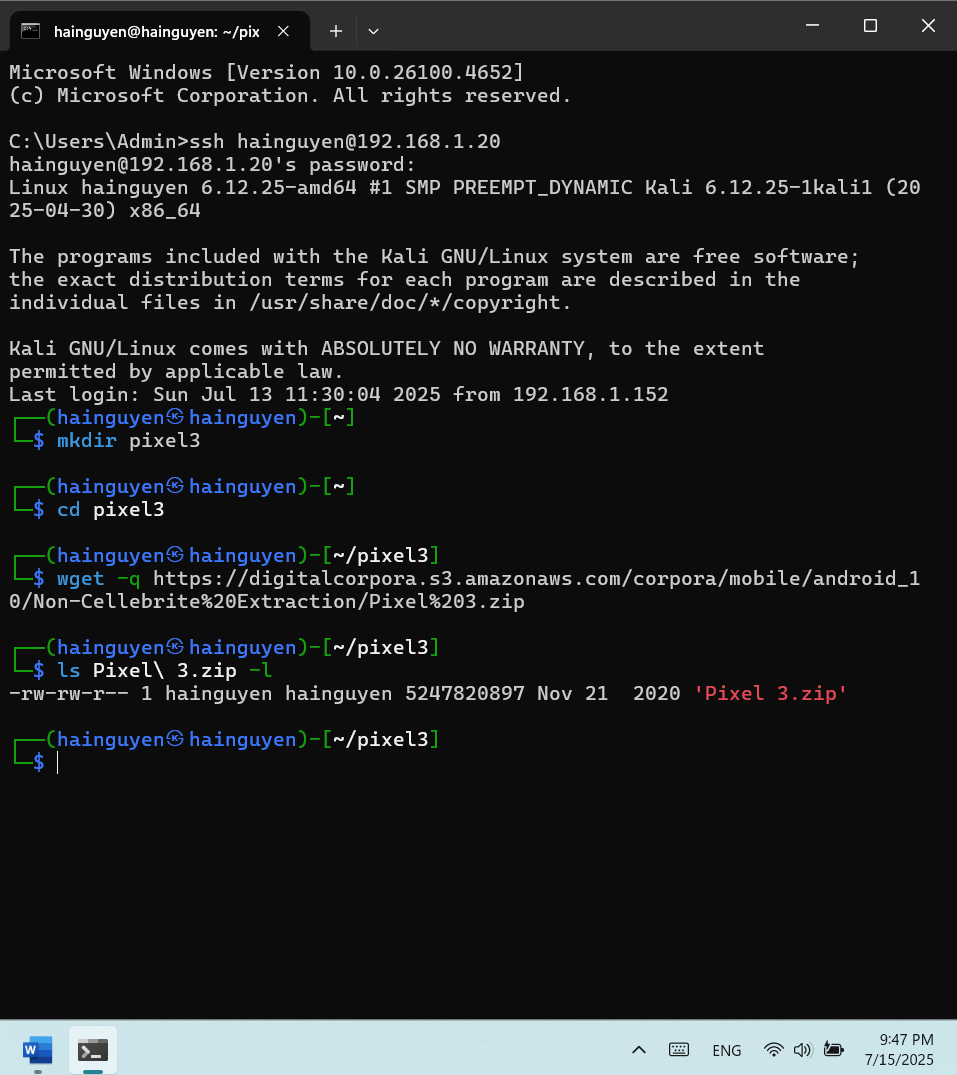 hainguyen@hainguyen: ~/pix
Microsoft Windows [Version 10.0.26100.4652]
(c) Microsoft Corporation. All rights reserved.
C:\Users\Admin>ssh hainguyen@192.168.1.20
hainguyen@192.168.1.20's password:
Linux hainguyen 6.12.25-amd64 #1 SMP PREEMPT_DYNAMIC Kali 6.12.25-1kali1 (20
25-04-30) x86_64
The programs included with the Kali GNU/Linux system are free software;
the exact distribution terms for each program are described in the
individual files in /usr/share/doc/*/copyright.
Kali GNU/Linux comes with ABSOLUTELY NO WARRANTY, to the extent
permitted by applicable law.
Last login: Sun Jul 13 11:30:04 2025 from 192.168.1.152
┌──(hainguyen㉿hainguyen)-[~]
└─$ mkdir pixel3
┌──(hainguyen㉿hainguyen)-[~]
└─$ cd pixel3
┌──(hainguyen㉿hainguyen)-[~/pixel3]
└─$ wget -q https://digitalcorpora.s3.amazonaws.com/corpora/mobile/android_1
0/Non-Cellebrite%20Extraction/Pixel%203.zip
┌──(hainguyen㉿hainguyen)-[~/pixel3]
└─$ ls Pixel\ 3.zip -l
-rw-rw-r-- 1 hainguyen hainguyen 5247820897 Nov 21  2020 'Pixel 3.zip'
┌──(hainguyen㉿hainguyen)-[~/pixel3]
└─$
W
ENG
9:47 PM
7/15/2025